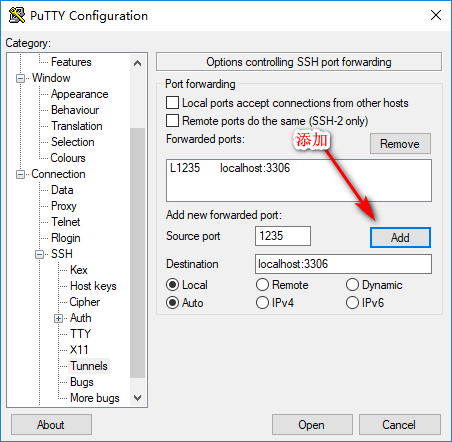 PuTTY Configuration
Category:
Features
Window
Appearance
Behaviour
Translation
Selection
Colours
Connection
Data
Proxy
Telnet
Rlogin
SSH
Kex
Host keys
Cipher
Auth
TTY
X11
Tunnels
Bugs
More bugs
Options controlling SSH port forwarding
Port forwarding
Local ports accept connections from other hosts
Remote ports do the same (SSH-2 only)
添加
Forwarded ports:
Remove
L1235 localhost:3306
Add new forwarded port:
Source port 1235 Add
Destination localhost:3306
Local Remote Dynamic
Auto IPv4 IPv6
About Open Cancel